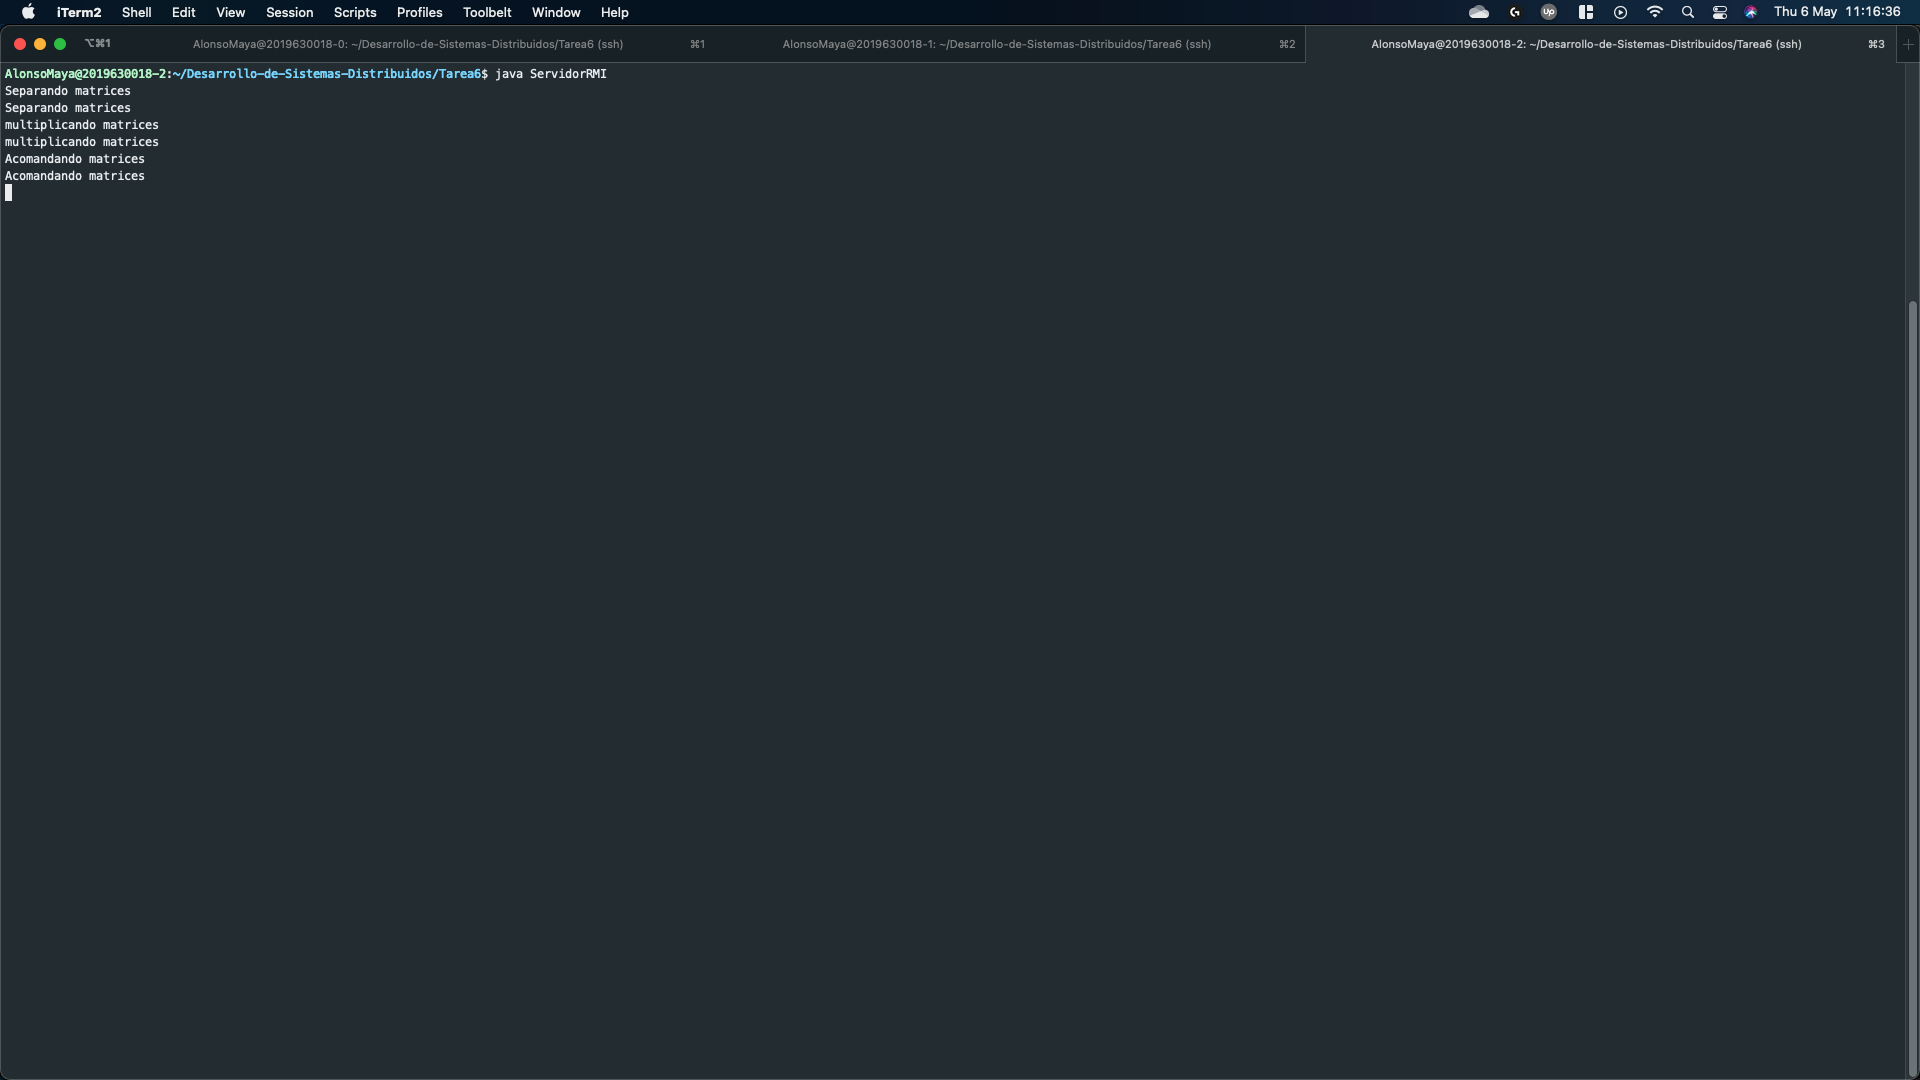 iTerm2 Shell Edit View Session Scripts Profiles Toolbelt Window Help Up Thu 6 May 11:16:36
⌥⌘1 AlonsoMaya@2019630018-0: ~/Desarrollo-de-Sistemas-Distribuidos/Tarea6 (ssh) ⌘1 AlonsoMaya@2019630018-1: ~/Desarrollo-de-Sistemas-Distribuidos/Tarea6 (ssh) ⌘2 AlonsoMaya@2019630018-2: ~/Desarrollo-de-Sistemas-Distribuidos/Tarea6 (ssh) ⌘3
AlonsoMaya@2019630018-2:~/Desarrollo-de-Sistemas-Distribuidos/Tarea6$ java ServidorRMI
Separando matrices
Separando matrices
multiplicando matrices
multiplicando matrices
Acomandando matrices
Acomandando matrices